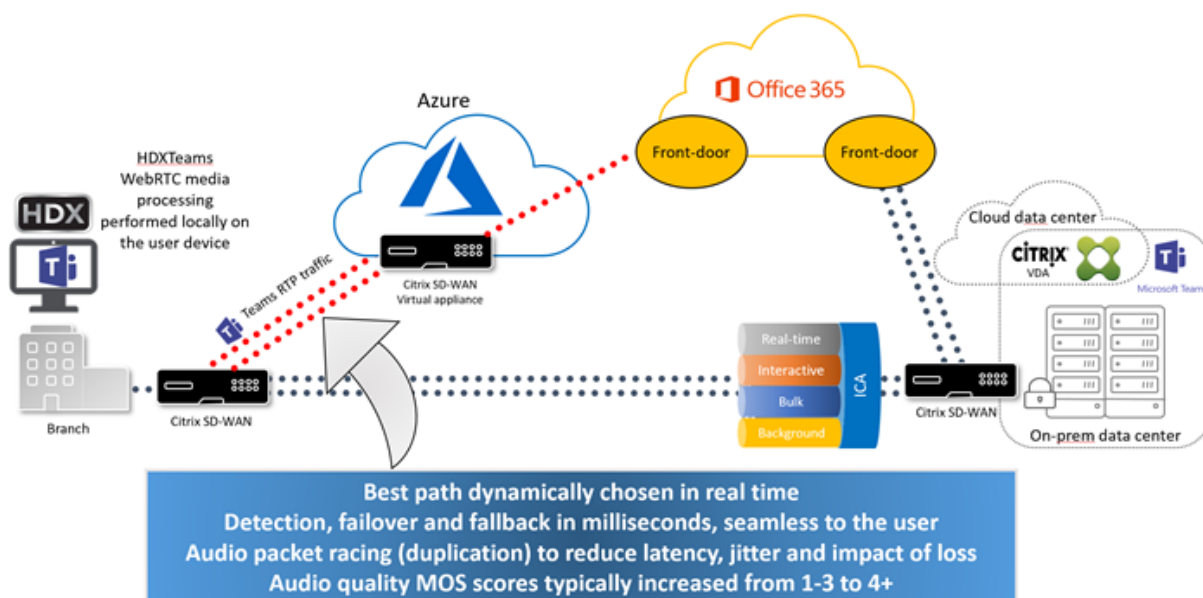 Azure
Office 365
Front-door
Front-door
HDXTeams
WebRTC media
processing
performed locally on
the user device
HDX
Teams RTP traffic
Citrix SD-WAN
Virtual appliance
Cloud data center
CİTRIX
VDA
Microsoft Team
Real-time
Interactive
Bulk
Background
ICA
Branch
Citrix SD-WAN
Citrix SD-WAN
On-prem data center
Best path dynamically chosen in real time
Detection, failover and fallback in milliseconds, seamless to the user
Audio packet racing (duplication) to reduce latency, jitter and impact of loss
Audio quality MOS scores typically increased from 1-3 to 4+